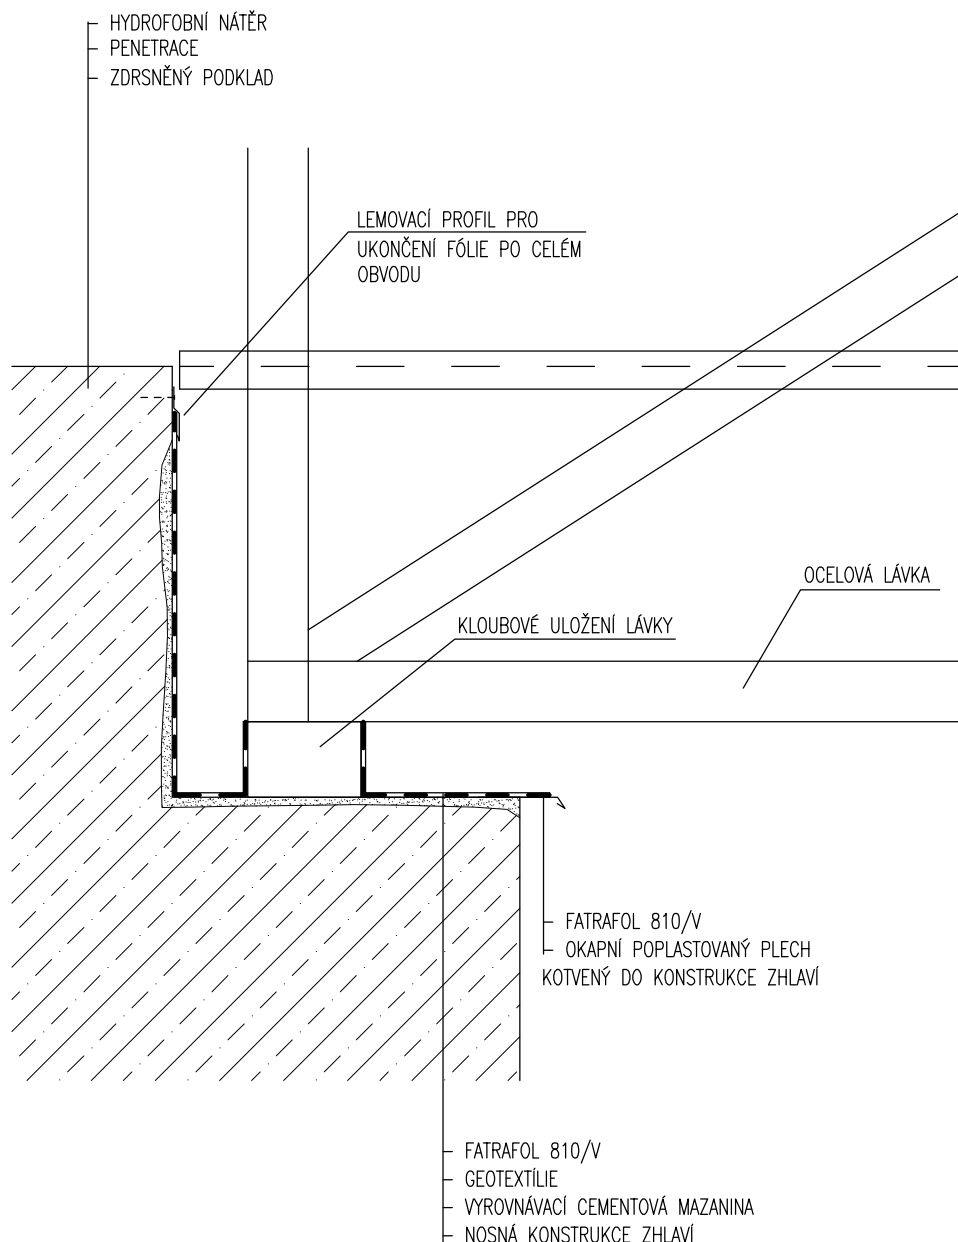 HYDROFOBNÍ NÁTĚR
PENETRACE
ZDRSNĚNÝ PODKLAD
LEMOVACÍ PROFIL PRO
UKONČENÍ FÓLIE PO CELÉM
OBVODU
OCELOVÁ LÁVKA
KLOUBOVÉ ULOŽENÍ LÁVKY
FATRAFOL 810/V
OKAPNÍ POPLASTOVANÝ PLECH
KOTVENÝ DO KONSTRUKCE ZHLAVÍ
FATRAFOL 810/V
GEOTEXTÍLIE
VYROVNÁVACÍ CEMENTOVÁ MAZANINA
NOSNÁ KONSTRUKCE ZHLAVÍ